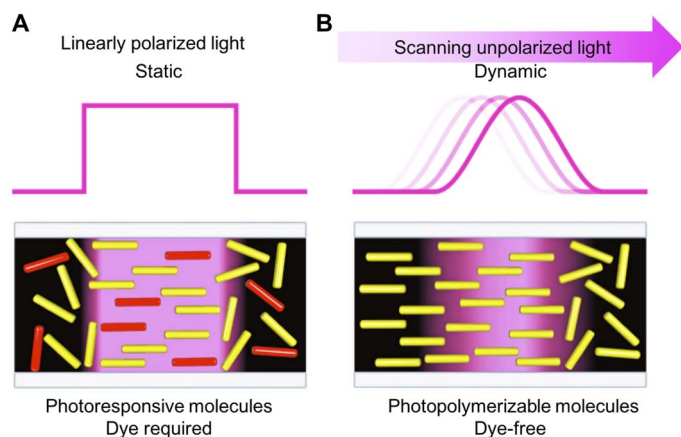 A
Linearly polarized light
Static
B
Scanning unpolarized light
Dynamic
Photoresponsive molecules
Dye required
Photopolymerizable molecules
Dye-free